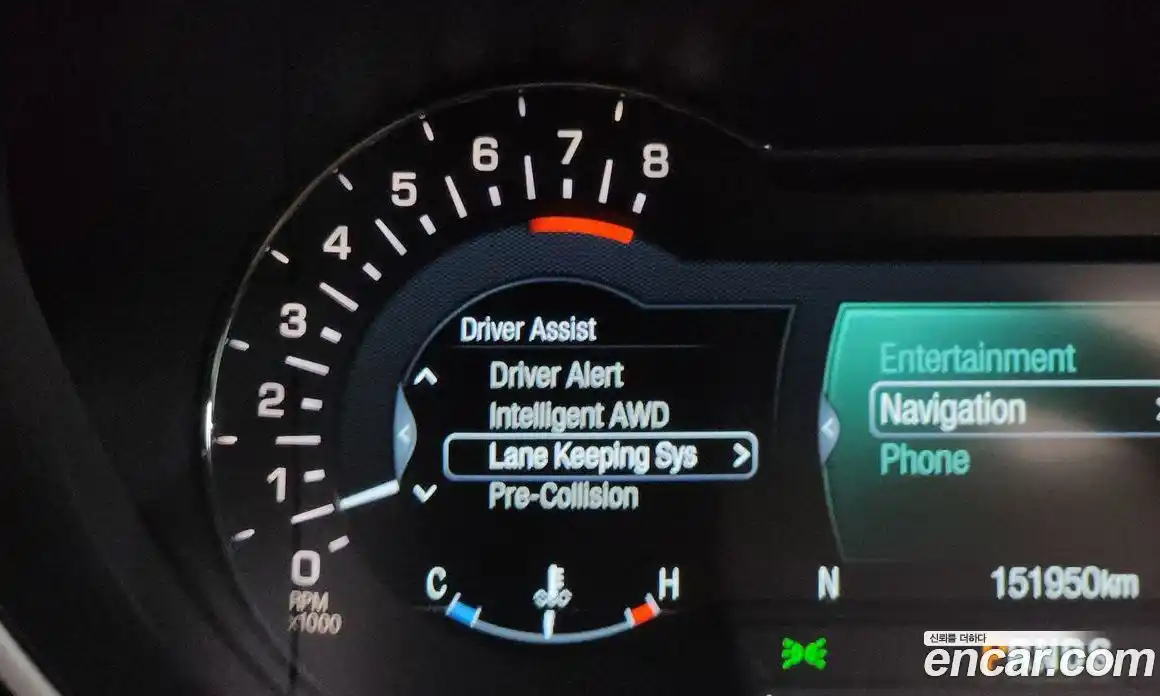 8
7
6
5
4
3
2
1
0
RPM
x1000
Driver Assist
Driver Alert
Intelligent AWD
Lane Keeping Sys
Pre-Collision
C
H
Entertainment
Navigation
Phone
N
151950km
신뢰를 더하다
encar.com